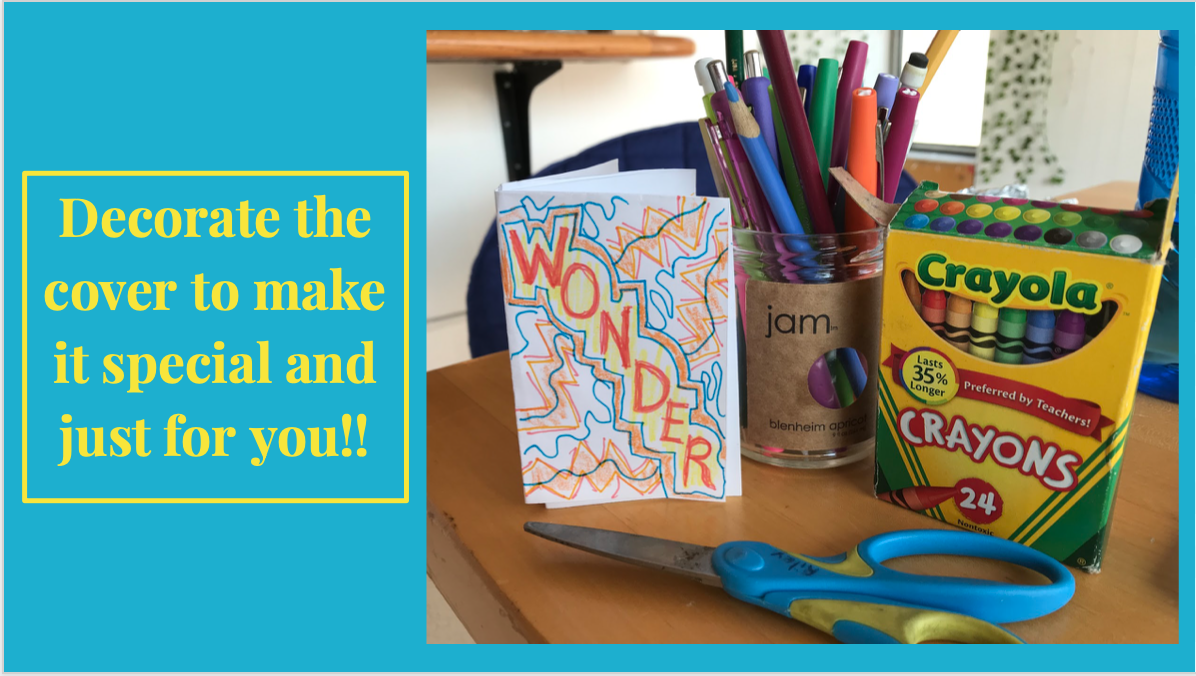 Decorate the
cover to make
it special and
just for you!!
WONDER
jam
blenheim
Crayola
Lasts
35%
Longer
Preferred by Teachers!
CRAYONS
24
Nontoxic